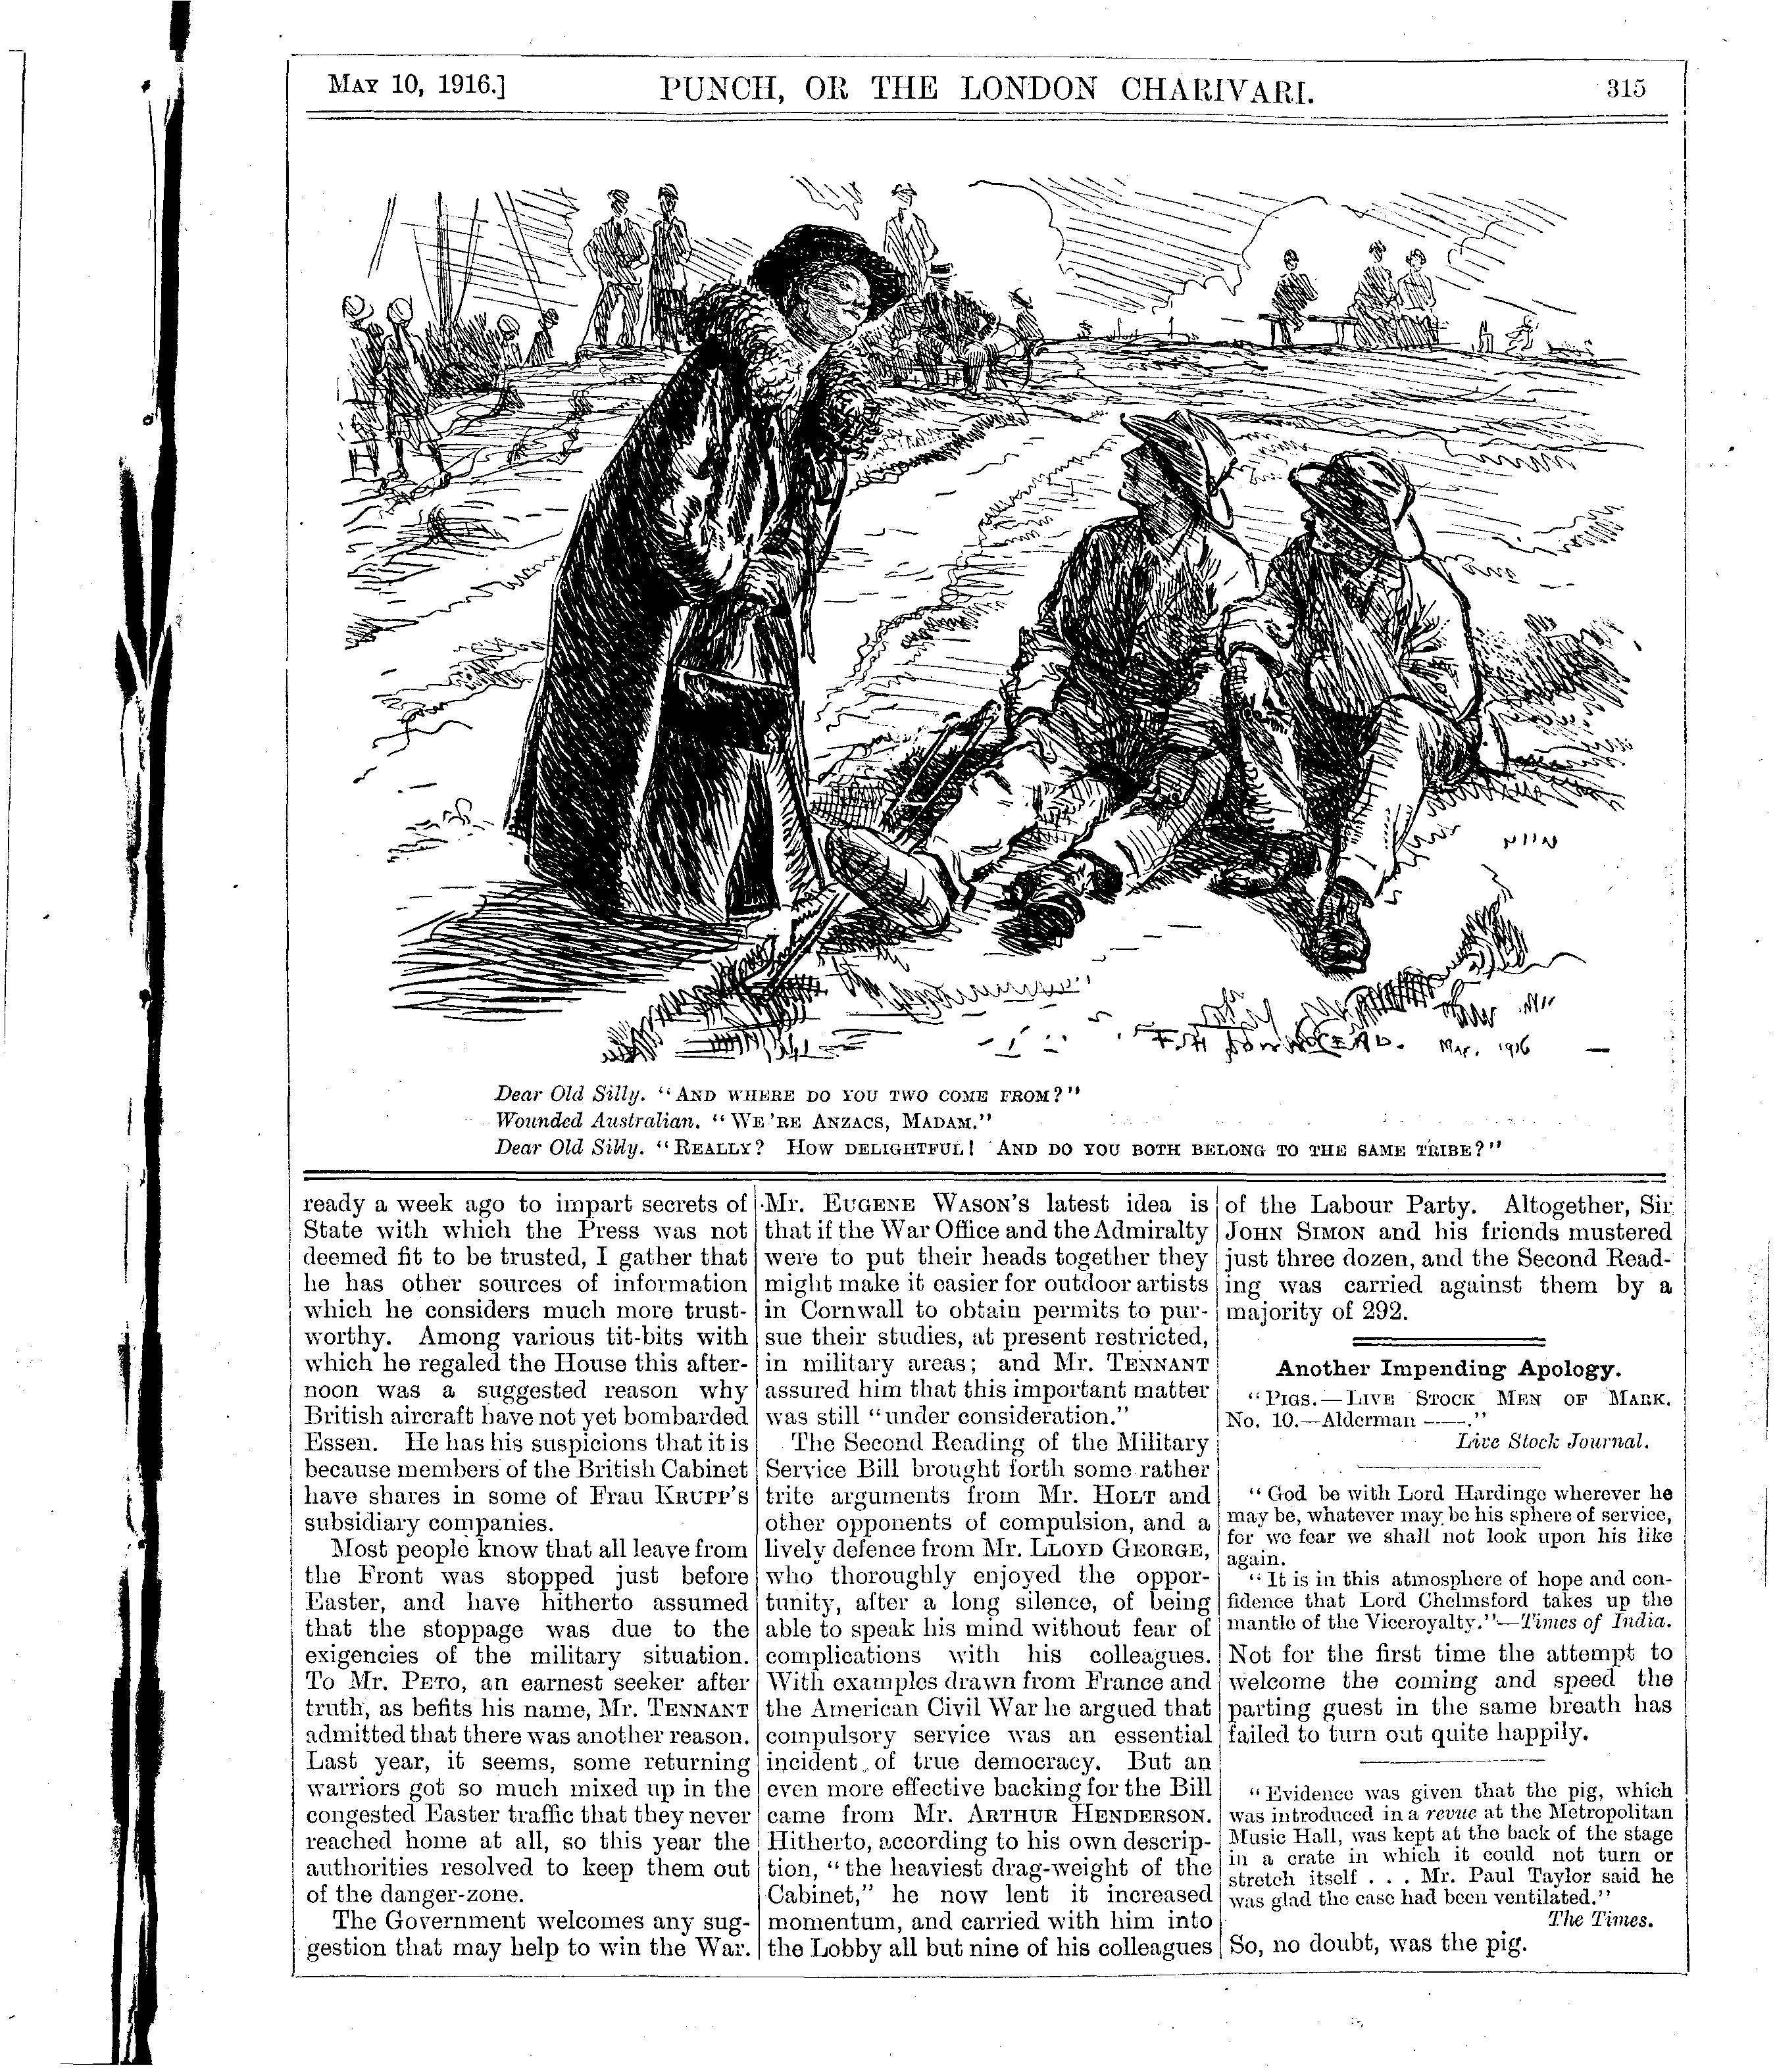 MAY 10, 1916.] PUNCH, OR THE LONDON CHARIVARI. 315
Mar. 1916
Dear Old Silly. "AND WHERE DO YOU TWO COME FROM?"
Wounded Australian. "WE'RE ANZACS, MADAM."
Dear Old Silly. "REALLY? HOW DELIGHTFUL! AND DO YOU BOTH BELONG TO THE SAME TRIBE?"
ready a week ago to impart secrets of
State with which the Press was not
deemed fit to be trusted, I gather that
he has other sources of information
which he considers much more trust-
worthy. Among various tit-bits with
which he regaled the House this after-
noon was a suggested reason why
British aircraft have not yet bombarded
Essen. He has his suspicions that it is
because members of the British Cabinet
have shares in some of Frau KRUPP'S
subsidiary companies.
Most people know that all leave from
the Front was stopped just before
Easter, and have hitherto assumed
that the stoppage was due to the
exigencies of the military situation.
To Mr. PETO, an earnest seeker after
truth, as befits his name, Mr. TENNANT
admitted that there was another reason.
Last year, it seems, some returning
warriors got so much mixed up in the
congested Easter traffic that they never
reached home at all, so this year the
authorities resolved to keep them out
of the danger-zone.
The Government welcomes any sug-
gestion that may help to win the War.
Mr. EUGENE WASON'S latest idea is
that if the War Office and the Admiralty
were to put their heads together they
might make it easier for outdoor artists
in Cornwall to obtain permits to pur-
sue their studies, at present restricted,
in military areas; and Mr. TENNANT
assured him that this important matter
was still "under consideration."
The Second Reading of the Military
Service Bill brought forth some rather
trite arguments from Mr. HOLT and
other opponents of compulsion, and a
lively defence from Mr. LLOYD GEORGE,
who thoroughly enjoyed the oppor-
tunity, after a long silence, of being
able to speak his mind without fear of
complications with his colleagues.
With examples drawn from France and
the American Civil War he argued that
compulsory service was an essential
incident of true democracy. But an
even more effective backing for the Bill
came from Mr. ARTHUR HENDERSON.
Hitherto, according to his own descrip-
tion, "the heaviest drag-weight of the
Cabinet," he now lent it increased
momentum, and carried with him into
the Lobby all but nine of his colleagues
of the Labour Party. Altogether, Sir
JOHN SIMON and his friends mustered
just three dozen, and the Second Read-
ing was carried against them by a
majority of 292.
Another Impending Apology.
"PIGS.—LIVE STOCK MEN OF MARK.
No. 10.—Alderman ——."
Live Stock Journal.
"God be with Lord Hardinge wherever he
may be, whatever may be his sphere of service,
for we fear we shall not look upon his like
again.
"It is in this atmosphere of hope and con-
fidence that Lord Chelmsford takes up the
mantle of the Viceroyalty."—Times of India.
Not for the first time the attempt to
welcome the coming and speed the
parting guest in the same breath has
failed to turn out quite happily.
"Evidence was given that the pig, which
was introduced in a revue at the Metropolitan
Music Hall, was kept at the back of the stage
in a crate in which it could not turn or
stretch itself . . . Mr. Paul Taylor said he
was glad the case had been ventilated."
The Times.
So, no doubt, was the pig.